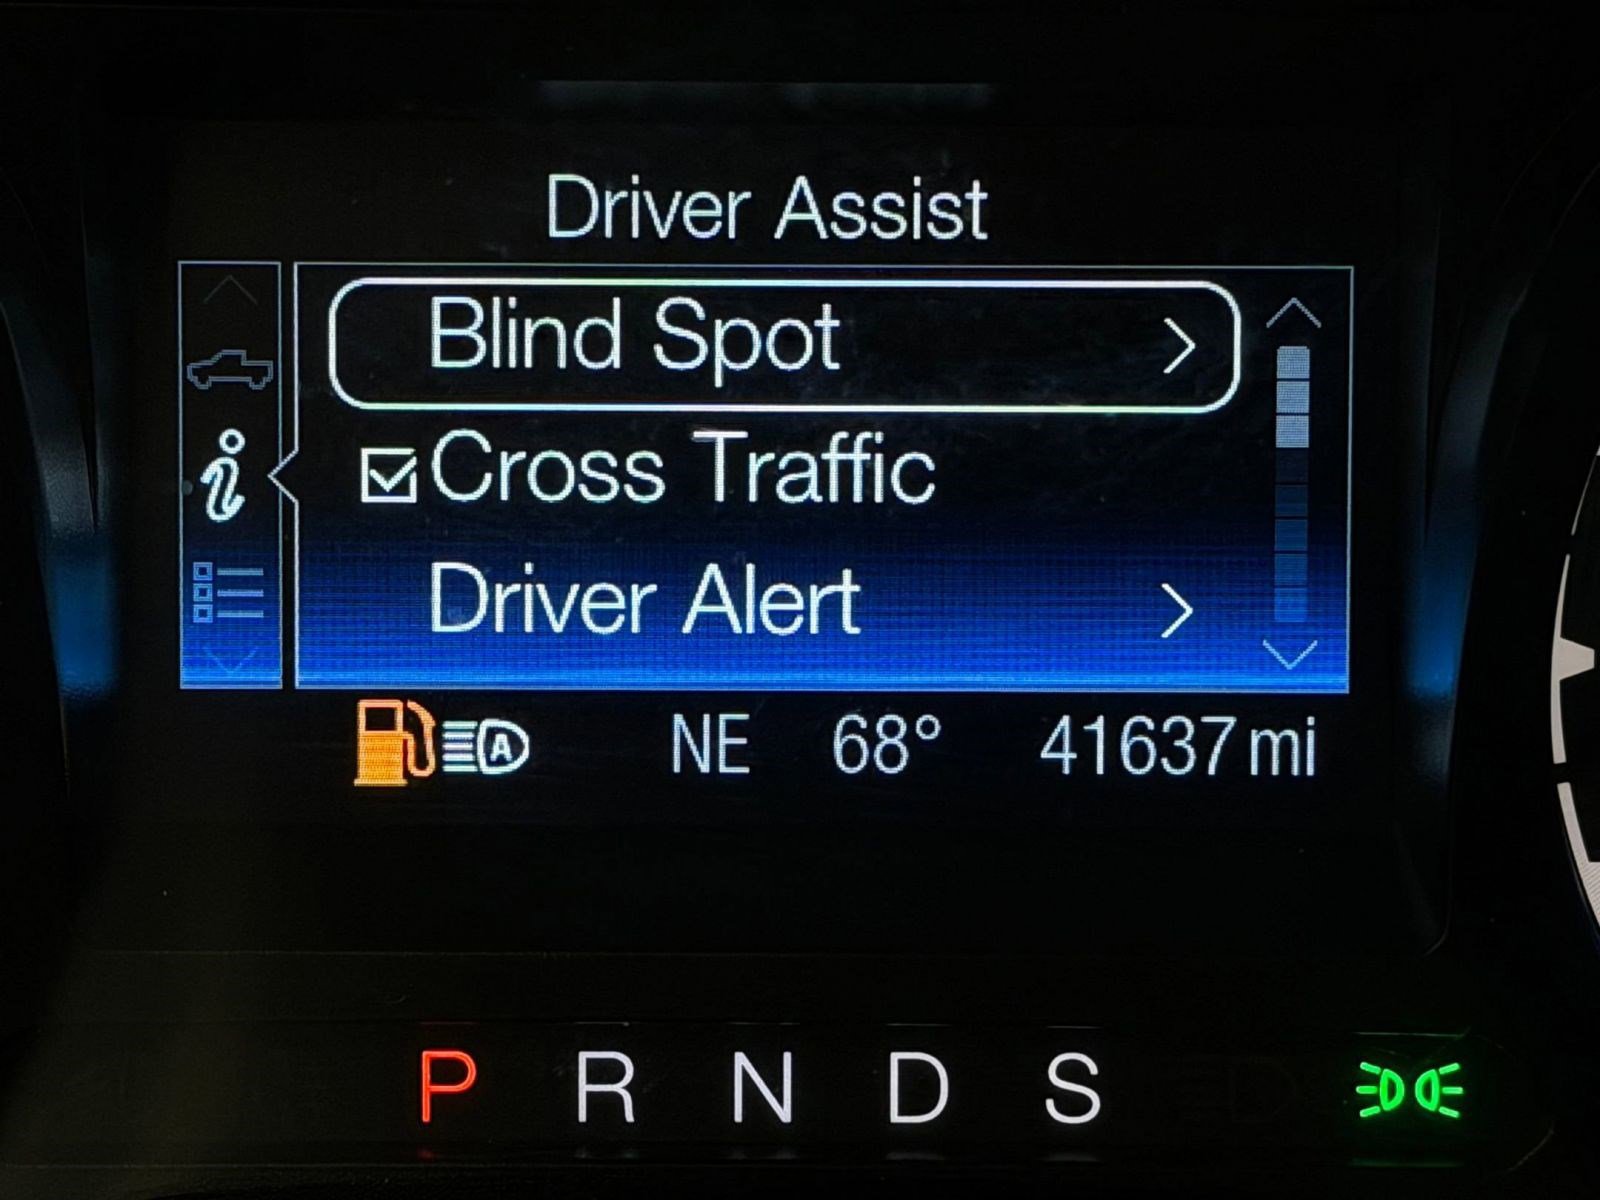 Driver Assist
Blind Spot
Cross Traffic
Driver Alert
A NE 68° 41637 mi
P R N D S